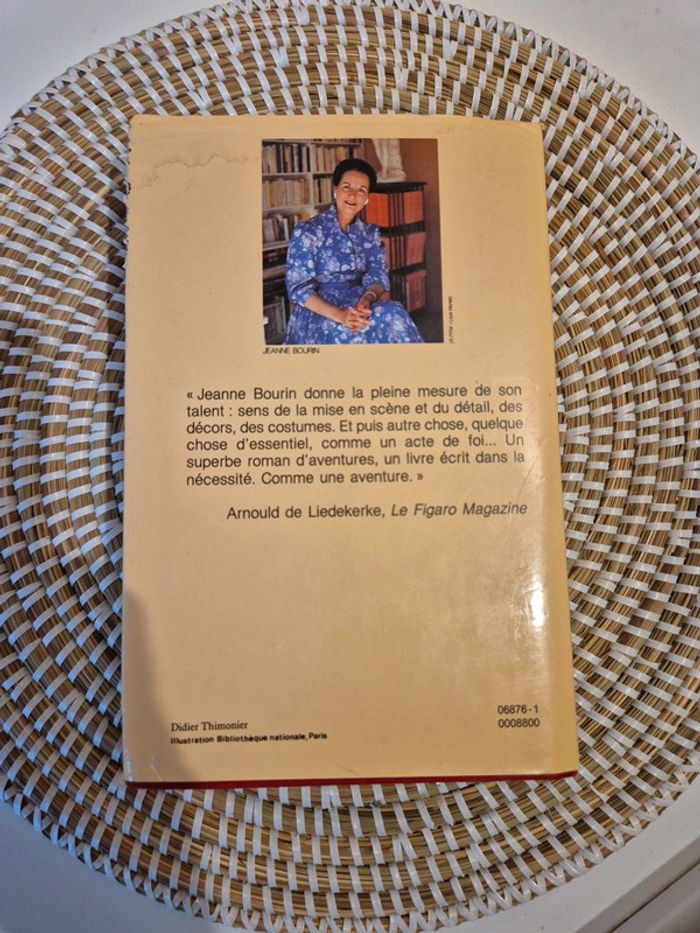 JEANNE BOURIN
« Jeanne Bourin donne la pleine mesure de son
talent : sens de la mise en scène et du détail, des
décors, des costumes. Et puis autre chose, quelque
chose d'essentiel, comme un acte de foi... Un
superbe roman d'aventures, un livre écrit dans la
nécessité. Comme une aventure. »
Arnould de Liedekerke, Le Figaro Magazine
Didier Thimonier
Illustration Bibliothèque nationale, Paris
06876-1
0008800